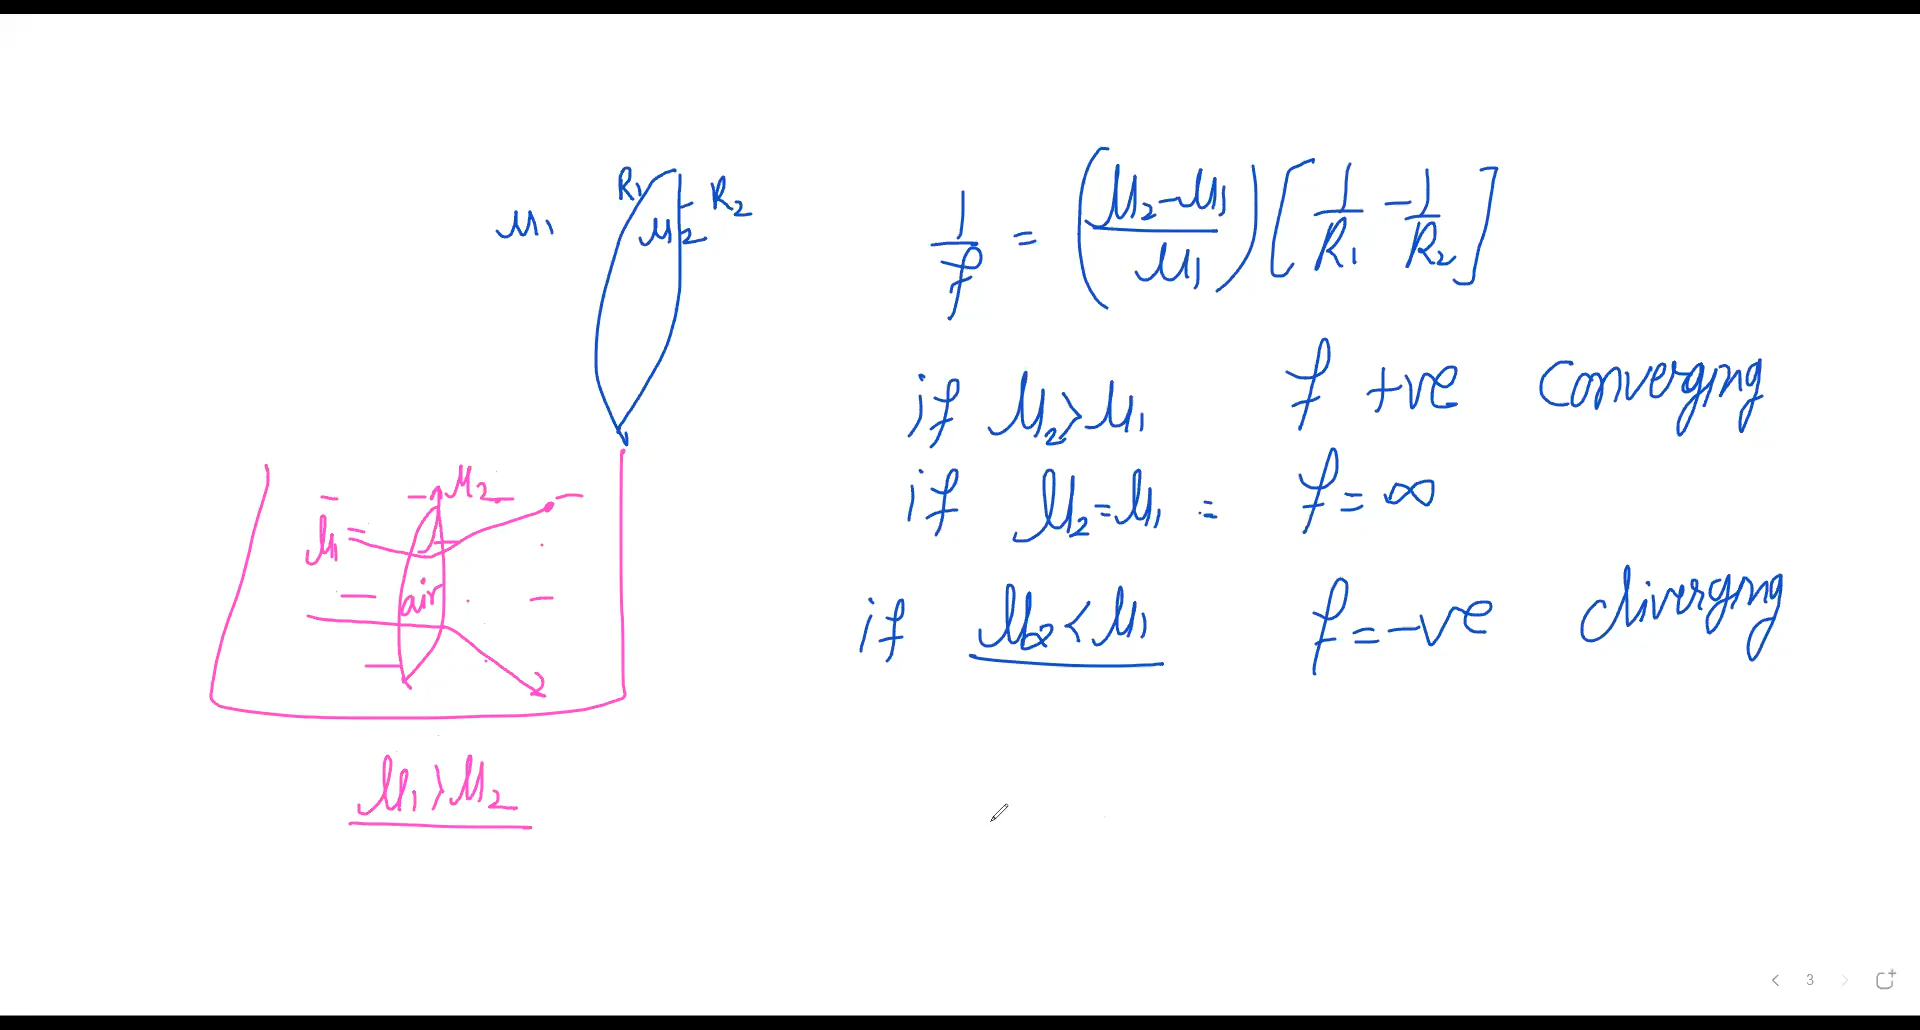 R₁
μ₁ μ₂ - R₂
1/f = ((μ₂ - μ₁)/μ₁) [1/R₁ - 1/R₂]
if μ₂ > μ₁ f +ve Converging
if μ₂ = μ₁ = f = ∞
if μ₂ < μ₁ f = -ve diverging
μ₂
μ₁
air
μ₁ > μ₂
3